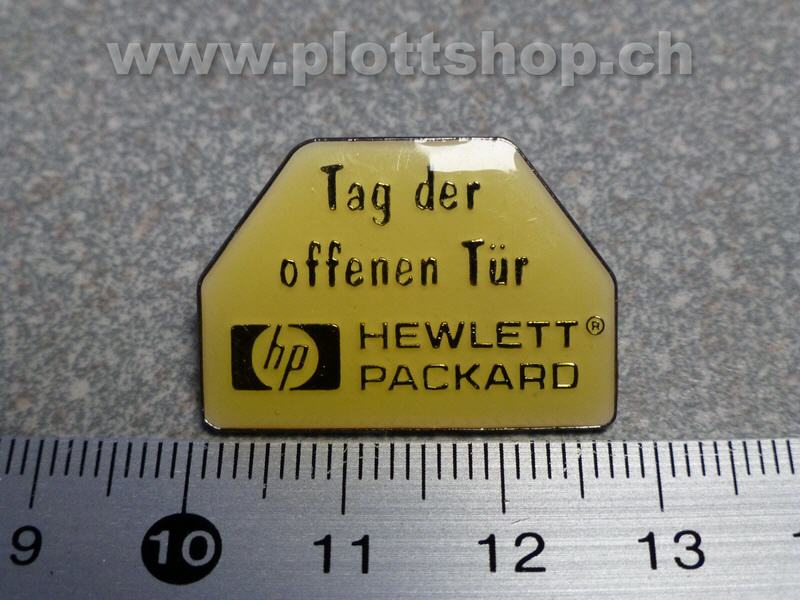 www.plottshop.ch
Tag der
offenen Tür
hp HEWLETT®
PACKARD
9 10 11 12 13